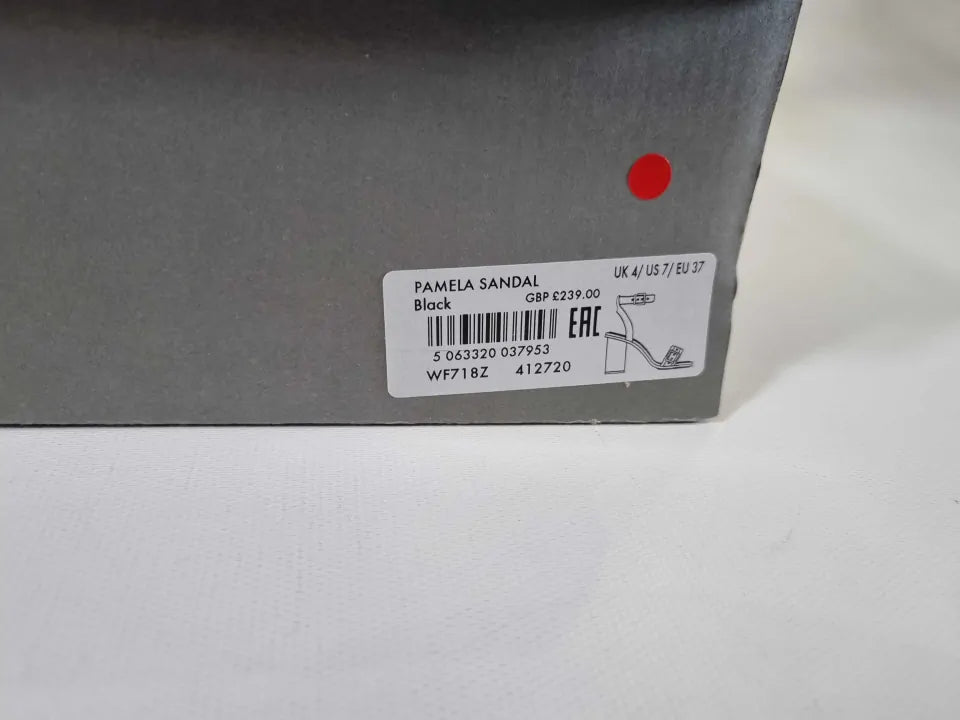 PAMELA SANDAL
UK 4/ US 7/ EU 37
Black
GBP £239.00
EAC
5 063320 037953
WF718Z 412720